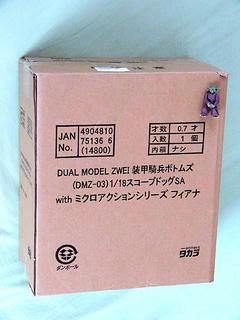 JAN No.
4904810
75136 6
(14800)
才数 0.7 才
入数 1 個
内箱 ナシ
DUAL MODEL ZWEI 装甲騎兵ボトムズ
(DMZ-03)1/18スコープドッグSA
with ミクロアクションシリーズ フィアナ
ダンボール
タカラ